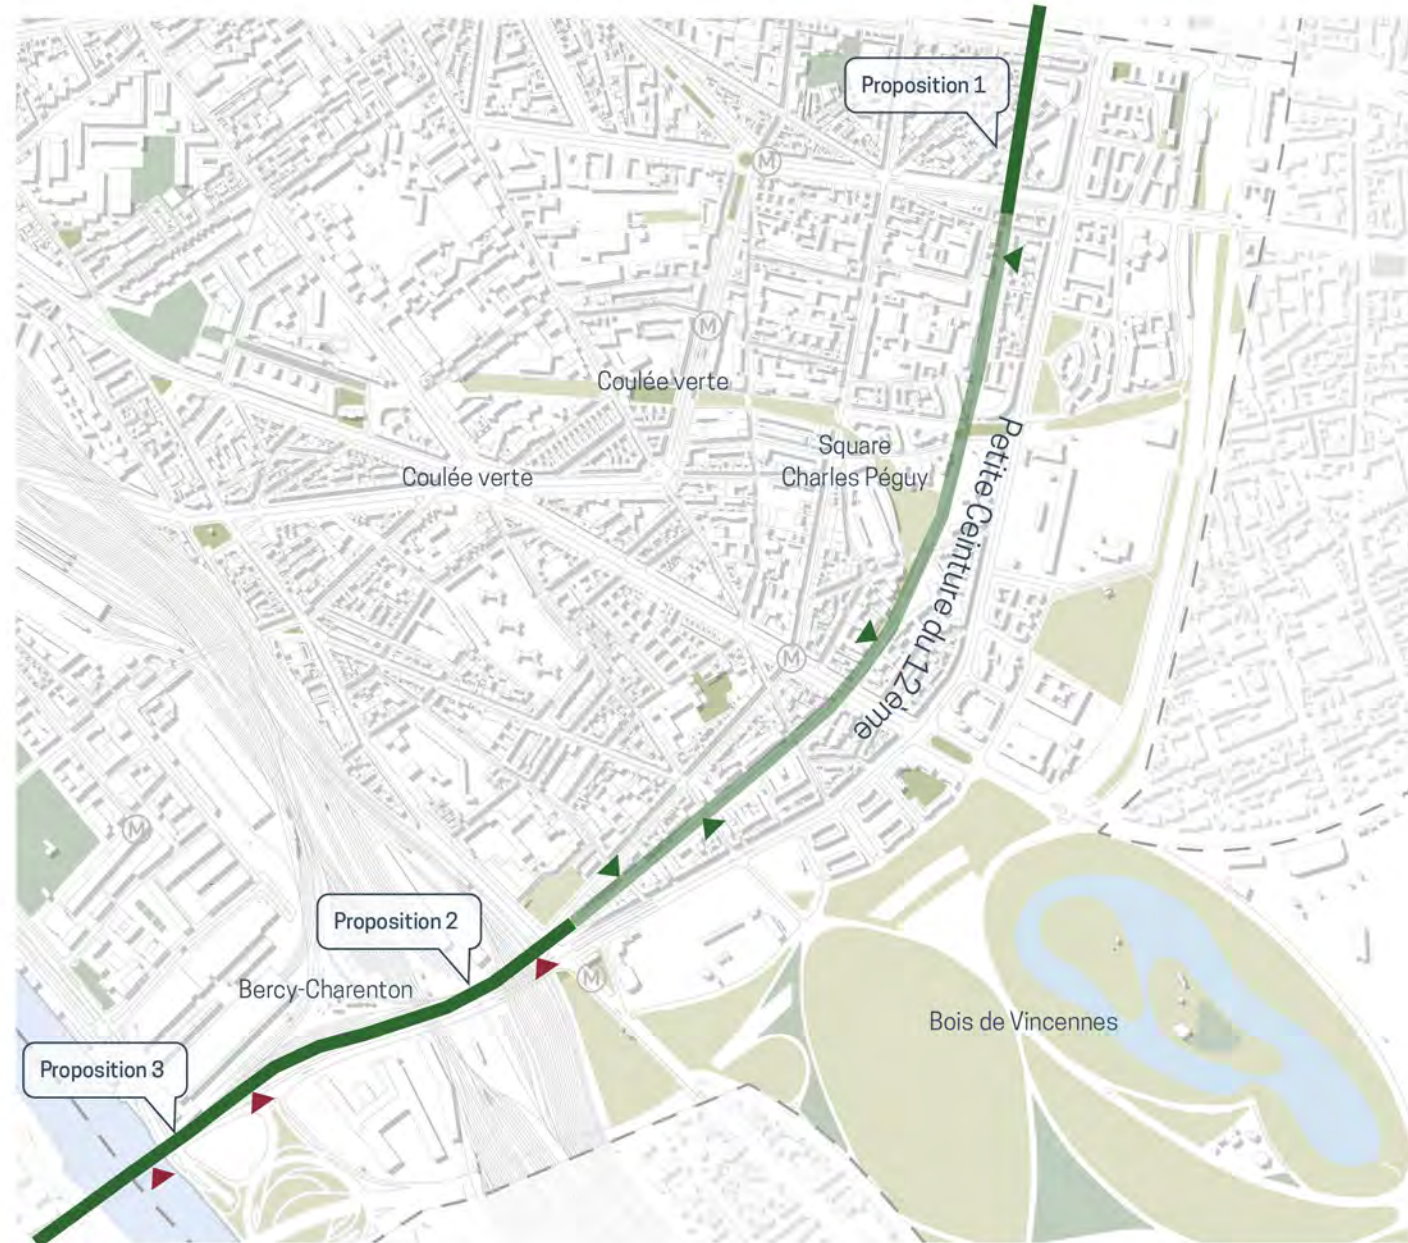 Proposition 1
M
M
Coulée verte
Square
Charles Péguy
Coulée verte
Petite Ceinture du 12ème
M
M
Proposition 2
M
Bercy-Charenton
Bois de Vincennes
Proposition 3